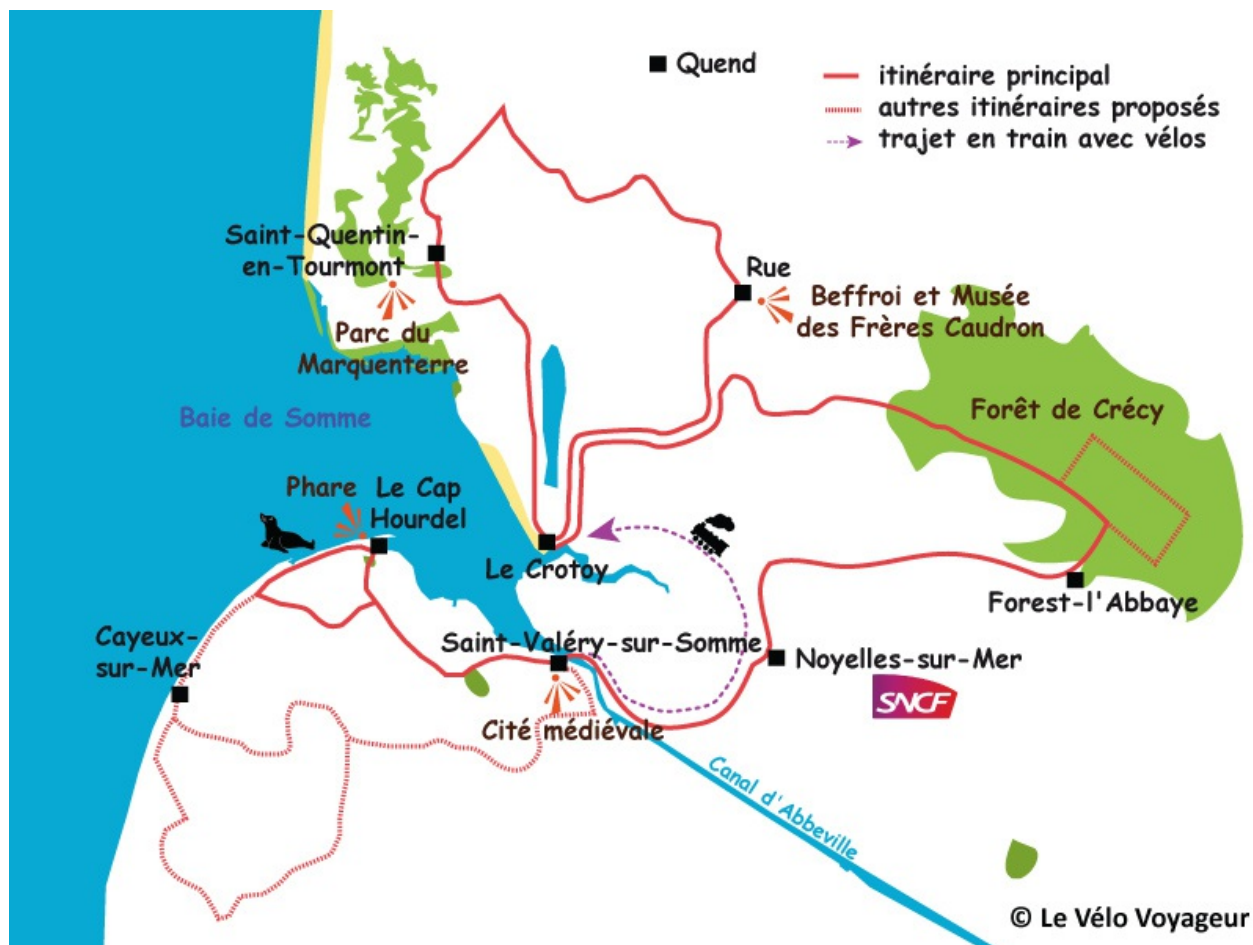 Quend
itinéraire principal
autres itinéraires proposés
trajet en train avec vélos
Saint-Quentin-
en-Tourmont
Rue
Beffroi et Musée
des Frères Caudron
Parc du
Marquenterre
Baie de Somme
Forêt de Crécy
Phare
Le Cap
Hourdel
Le Crotoy
Forest-l'Abbaye
Cayeux-
sur-Mer
Saint-Valéry-sur-Somme
Noyelles-sur-Mer
SNCF
Cité médiévale
Canal d'Abbeville
© Le Vélo Voyageur